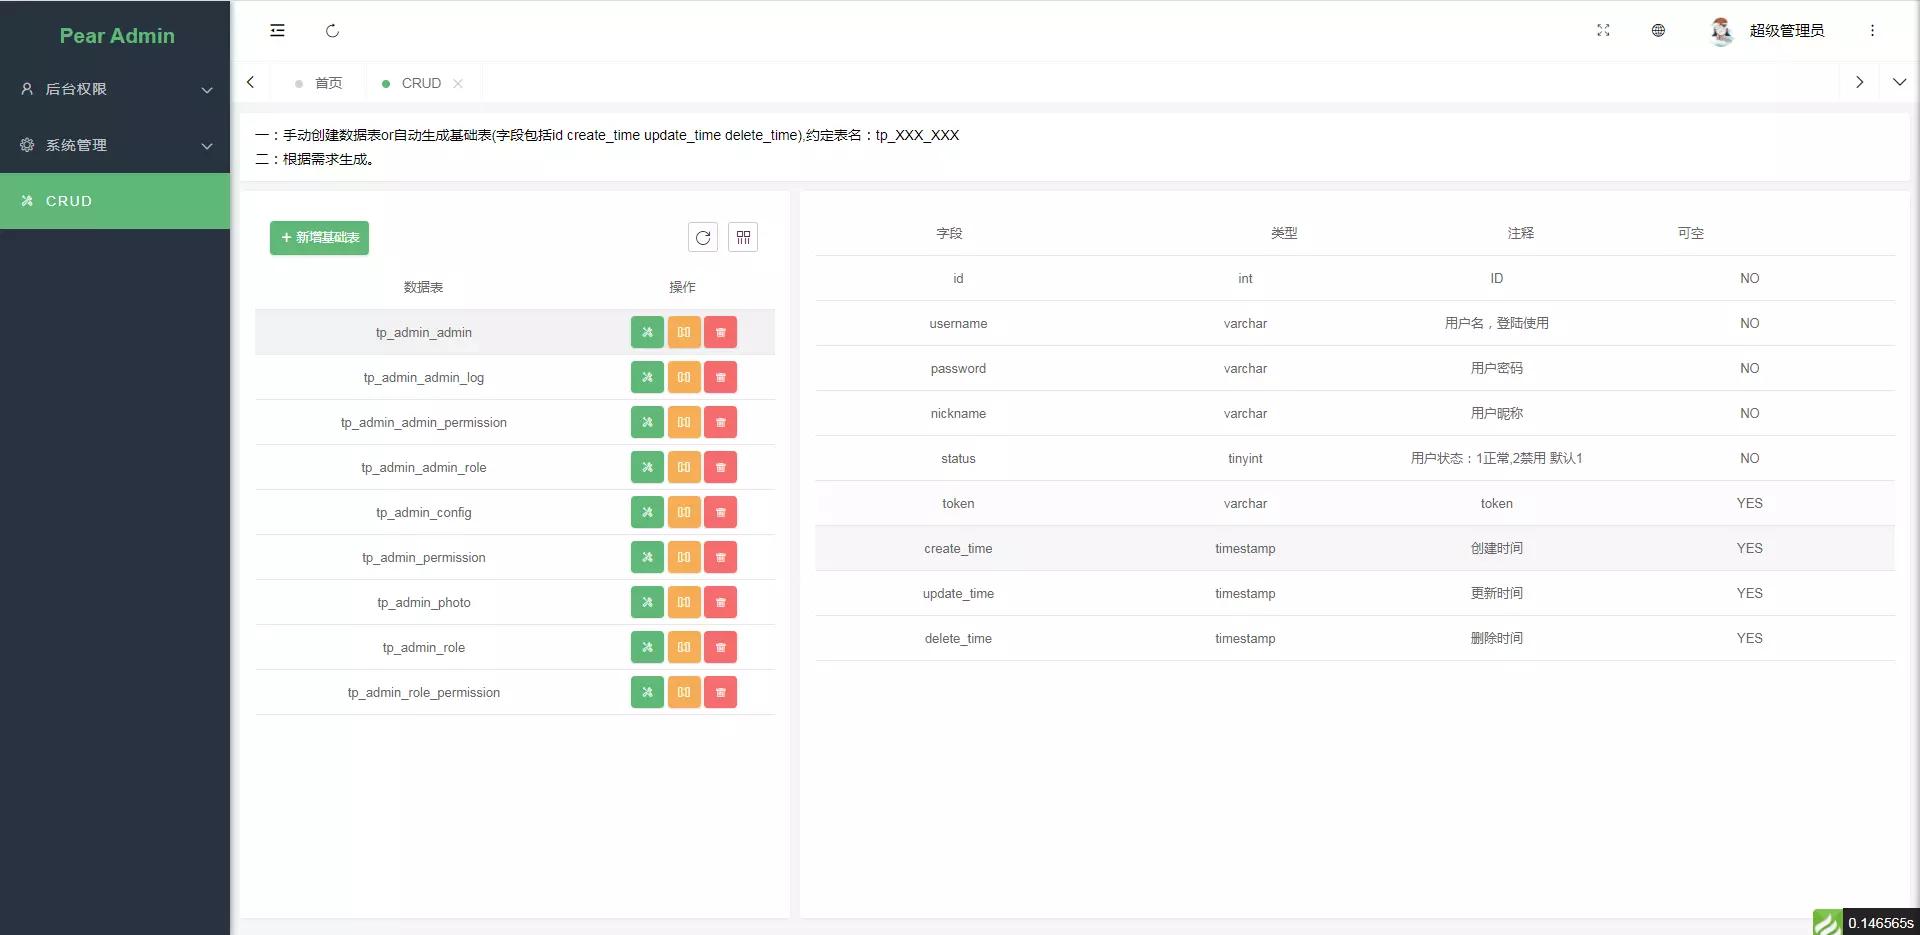 Pear Admin
后台权限
系统管理
CRUD
超级管理员
首页
CRUD
一：手动创建数据表or自动生成基础表(字段包括id create_time update_time delete_time),约定表名：tp_XXX_XXX
二：根据需求生成。
+ 新增基础表
数据表 操作
tp_admin_admin
tp_admin_admin_log
tp_admin_admin_permission
tp_admin_admin_role
tp_admin_config
tp_admin_permission
tp_admin_photo
tp_admin_role
tp_admin_role_permission
字段 类型 注释 可空
id int ID NO
username varchar 用户名，登陆使用 NO
password varchar 用户密码 NO
nickname varchar 用户昵称 NO
status tinyint 用户状态：1正常,2禁用 默认1 NO
token varchar token YES
create_time timestamp 创建时间 YES
update_time timestamp 更新时间 YES
delete_time timestamp 删除时间 YES
0.146565s